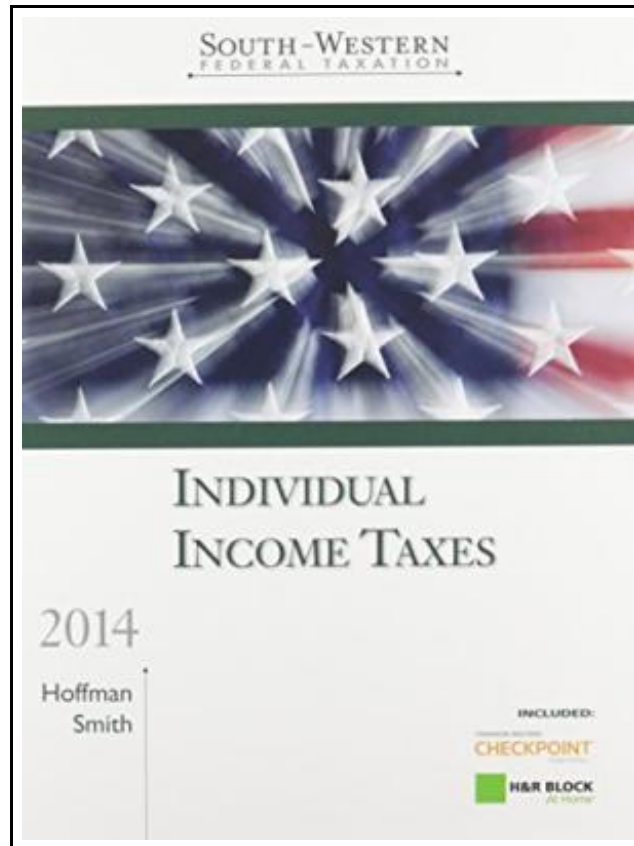 SOUTH-WESTERN
FEDERAL TAXATION
INDIVIDUAL
INCOME TAXES
2014
Hoffman
Smith
INCLUDED:
CHECKPOINT
H&R BLOCK
At Home